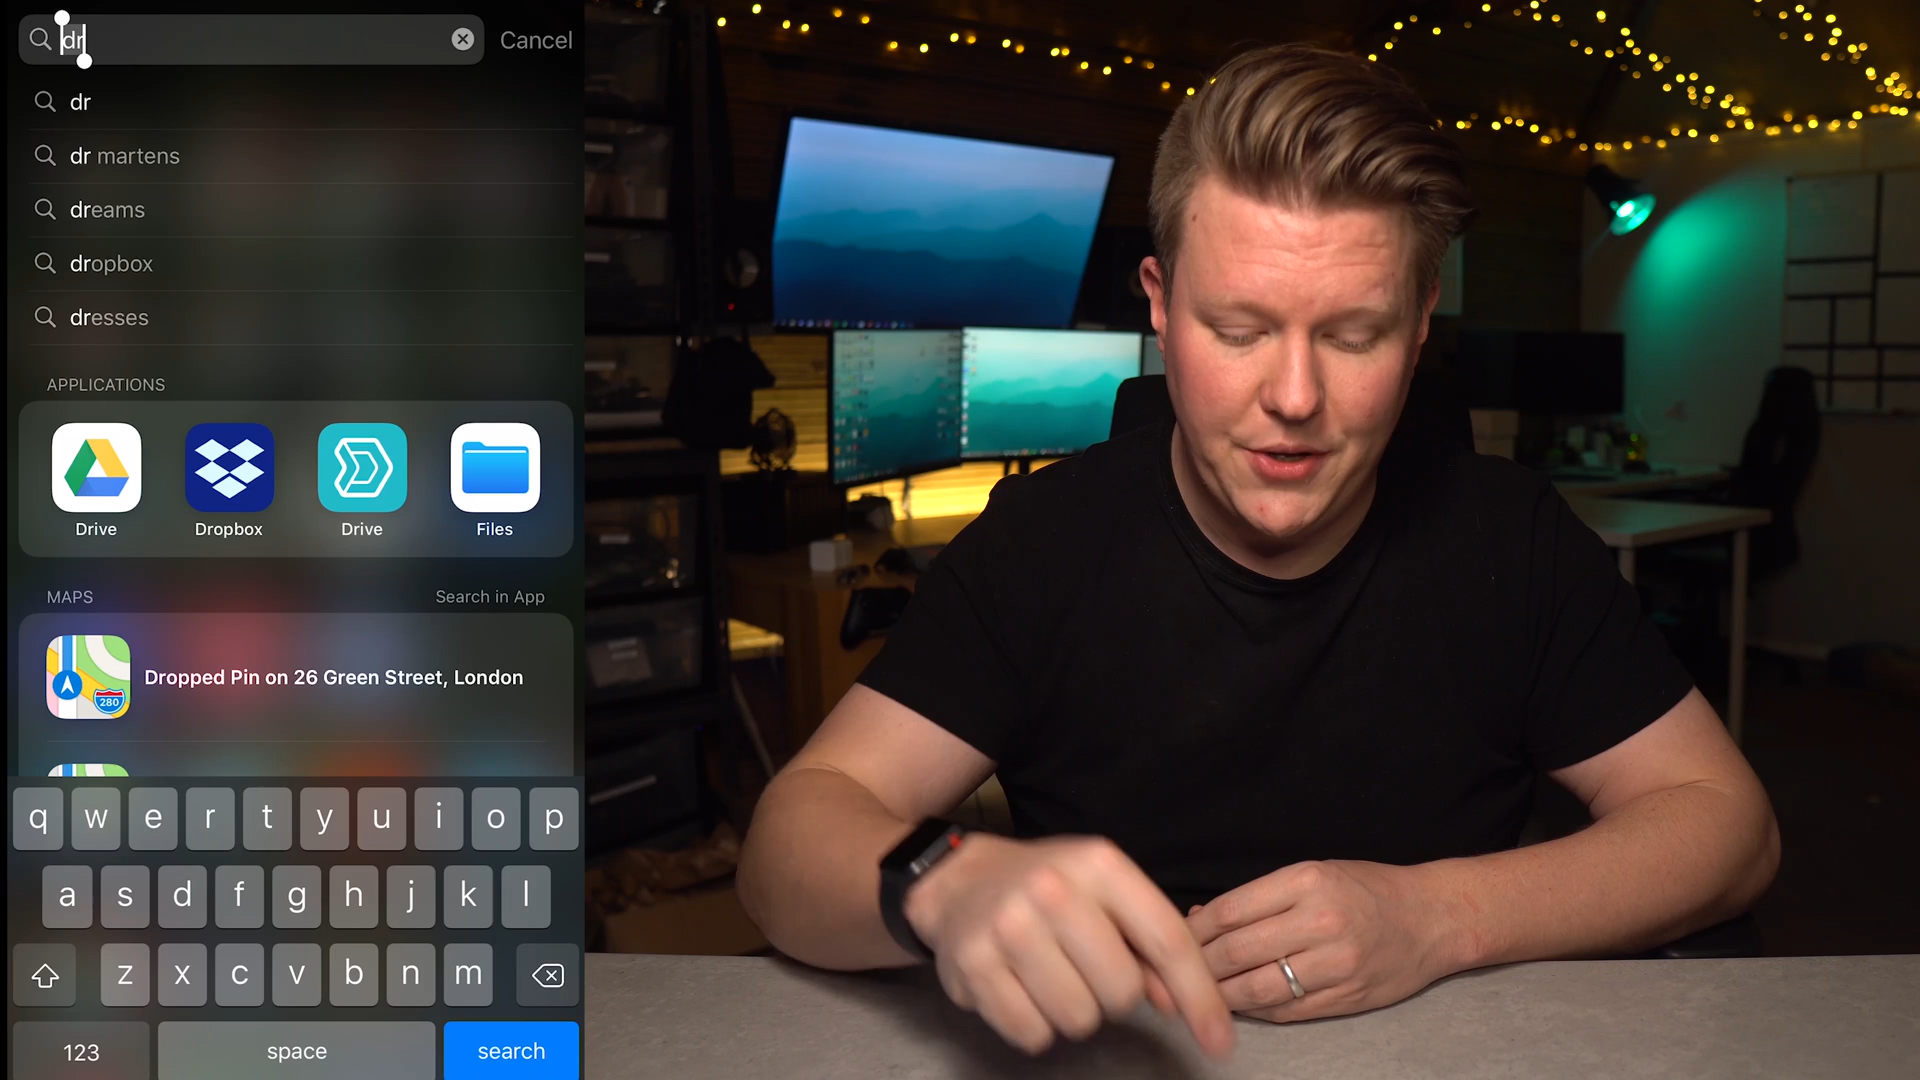 dr
Cancel
dr
dr martens
dreams
dropbox
dresses
APPLICATIONS
Drive Dropbox Drive Files
MAPS Search in App
280
Dropped Pin on 26 Green Street, London
q w e r t y u i o p
a s d f g h j k l
z x c v b n m
123 space search